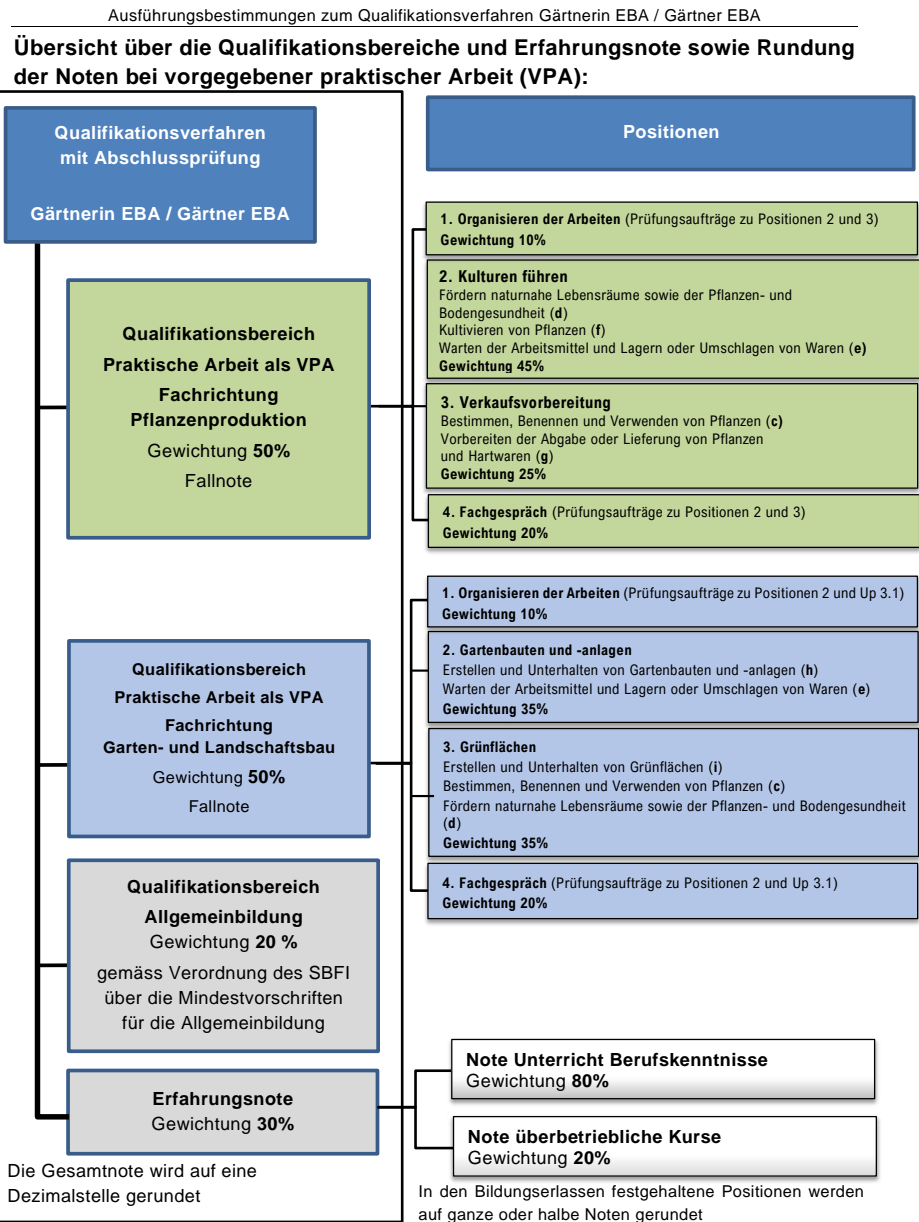 Ausführungsbestimmungen zum Qualifikationsverfahren Gärtnerin EBA / Gärtner EBA
Übersicht über die Qualifikationsbereiche und Erfahrungsnote sowie Rundung
der Noten bei vorgegebener praktischer Arbeit (VPA):
Qualifikationsverfahren
mit Abschlussprüfung
Gärtnerin EBA / Gärtner EBA
Positionen
Qualifikationsbereich
Praktische Arbeit als VPA
Fachrichtung
Pflanzenproduktion
Gewichtung 50%
Fallnote
1. Organisieren der Arbeiten (Prüfungsaufträge zu Positionen 2 und 3)
Gewichtung 10%
2. Kulturen führen
Fördern naturnahe Lebensräume sowie der Pflanzen- und
Bodengesundheit (d)
Kultivieren von Pflanzen (f)
Warten der Arbeitsmittel und Lagern oder Umschlagen von Waren (e)
Gewichtung 45%
3. Verkaufsvorbereitung
Bestimmen, Benennen und Verwenden von Pflanzen (c)
Vorbereiten der Abgabe oder Lieferung von Pflanzen
und Hartwaren (g)
Gewichtung 25%
4. Fachgespräch (Prüfungsaufträge zu Positionen 2 und 3)
Gewichtung 20%
Qualifikationsbereich
Praktische Arbeit als VPA
Fachrichtung
Garten- und Landschaftsbau
Gewichtung 50%
Fallnote
1. Organisieren der Arbeiten (Prüfungsaufträge zu Positionen 2 und Up 3.1)
Gewichtung 10%
2. Gartenbauten und -anlagen
Erstellen und Unterhalten von Gartenbauten und -anlagen (h)
Warten der Arbeitsmittel und Lagern oder Umschlagen von Waren (e)
Gewichtung 35%
3. Grünflächen
Erstellen und Unterhalten von Grünflächen (i)
Bestimmen, Benennen und Verwenden von Pflanzen (c)
Fördern naturnahe Lebensräume sowie der Pflanzen- und Bodengesundheit
(d)
Gewichtung 35%
4. Fachgespräch (Prüfungsaufträge zu Positionen 2 und Up 3.1)
Gewichtung 20%
Qualifikationsbereich
Allgemeinbildung
Gewichtung 20 %
gemäss Verordnung des SBFI
über die Mindestvorschriften
für die Allgemeinbildung
Erfahrungsnote
Gewichtung 30%
Note Unterricht Berufskenntnisse
Gewichtung 80%
Note überbetriebliche Kurse
Gewichtung 20%
Die Gesamtnote wird auf eine
Dezimalstelle gerundet
In den Bildungserlassen festgehaltene Positionen werden
auf ganze oder halbe Noten gerundet